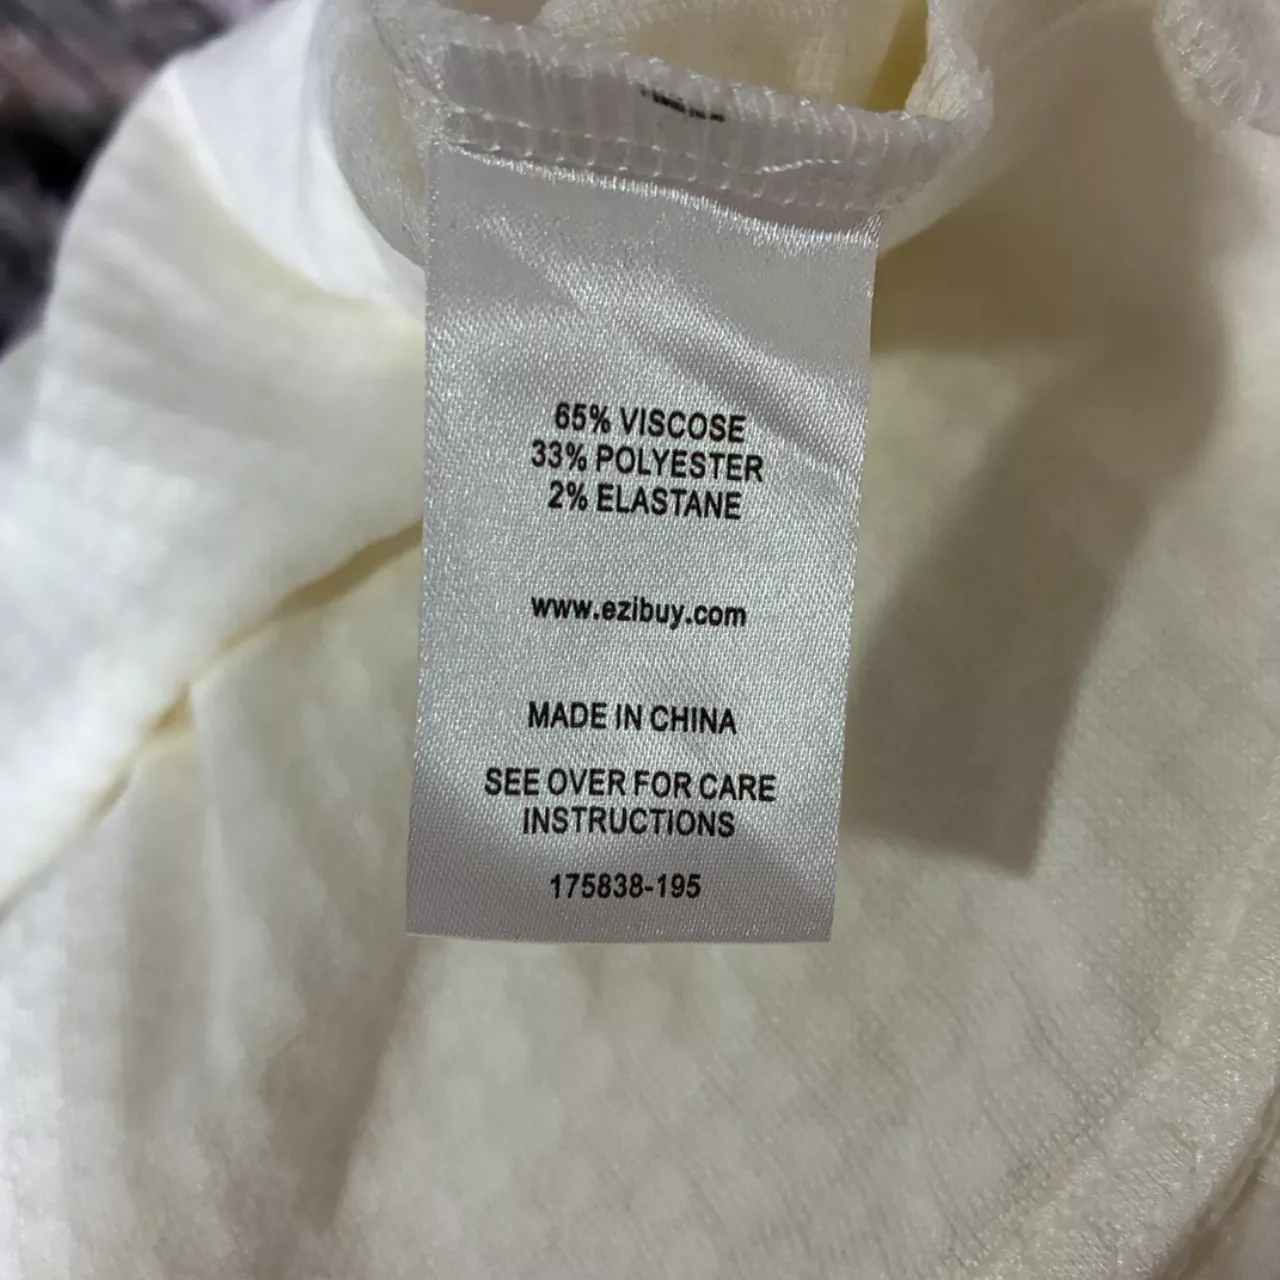 65% VISCOSE
33% POLYESTER
2% ELASTANE
www.ezibuy.com
MADE IN CHINA
SEE OVER FOR CARE
INSTRUCTIONS
175838-195